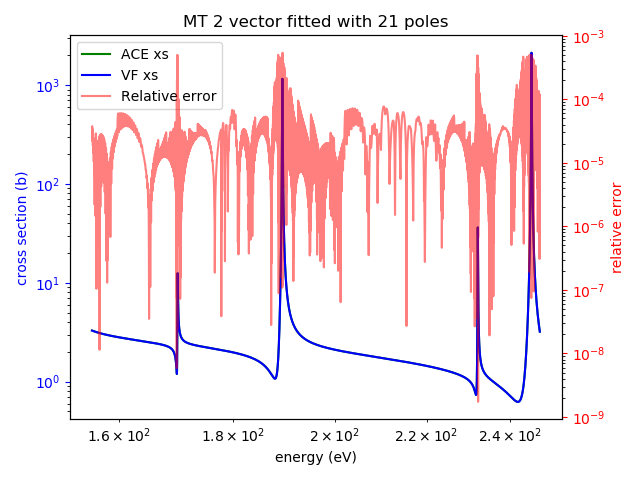 MT 2 vector fitted with 21 poles
ACE xs
VF xs
Relative error
cross section (b)
10³
10²
10¹
10⁰
10⁻³
10⁻⁴
10⁻⁵
10⁻⁶
10⁻⁷
10⁻⁸
10⁻⁹
relative error
1.6 × 10² 1.8 × 10² 2 × 10² 2.2 × 10² 2.4 × 10²
energy (eV)